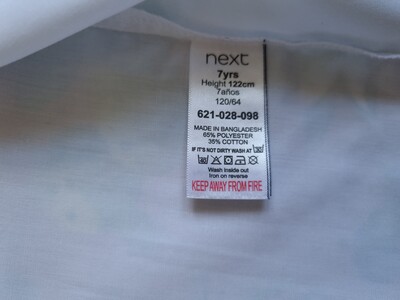 next
7yrs
Height 122cm
7años
120/64
621-028-098
MADE IN BANGLADESH
65% POLYESTER
35% COTTON
IF IT'S NOT DIRTY WASH AT
Wash inside out
Iron on reverse
KEEP AWAY FROM FIRE